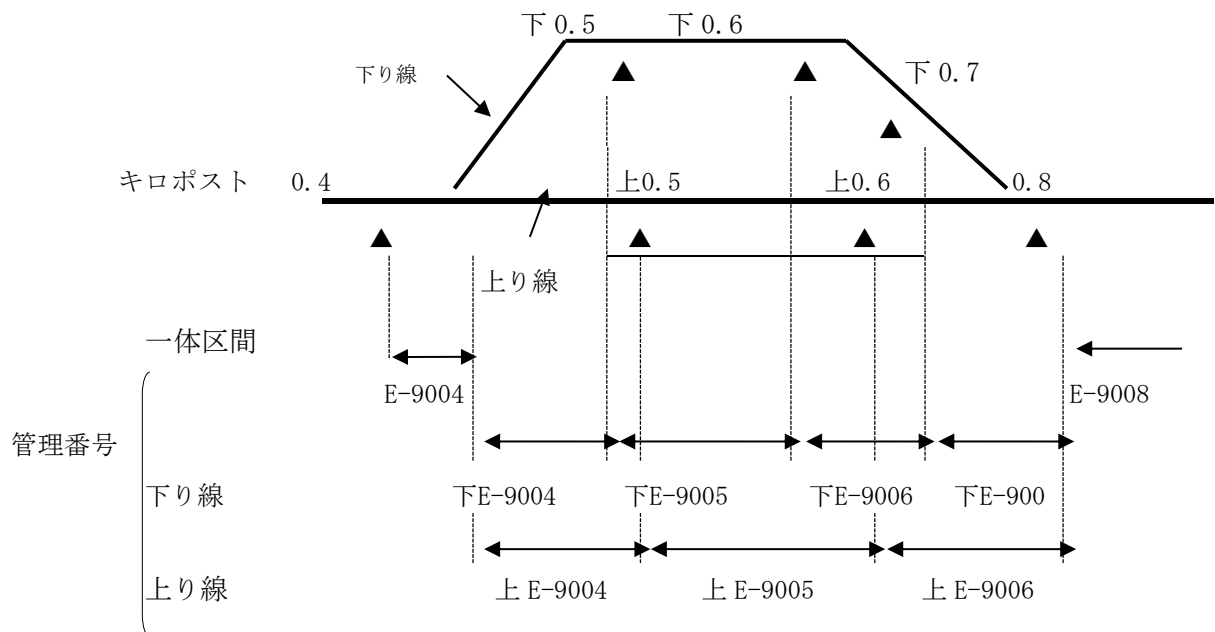 下 0.5
下 0.6
下り線
下 0.7
キロポスト 0.4 上0.5 上0.6 0.8
上り線
一体区間
E-9004 E-9008
管理番号
下り線 下E-9004 下E-9005 下E-9006 下E-900
上り線 上 E-9004 上 E-9005 上 E-9006